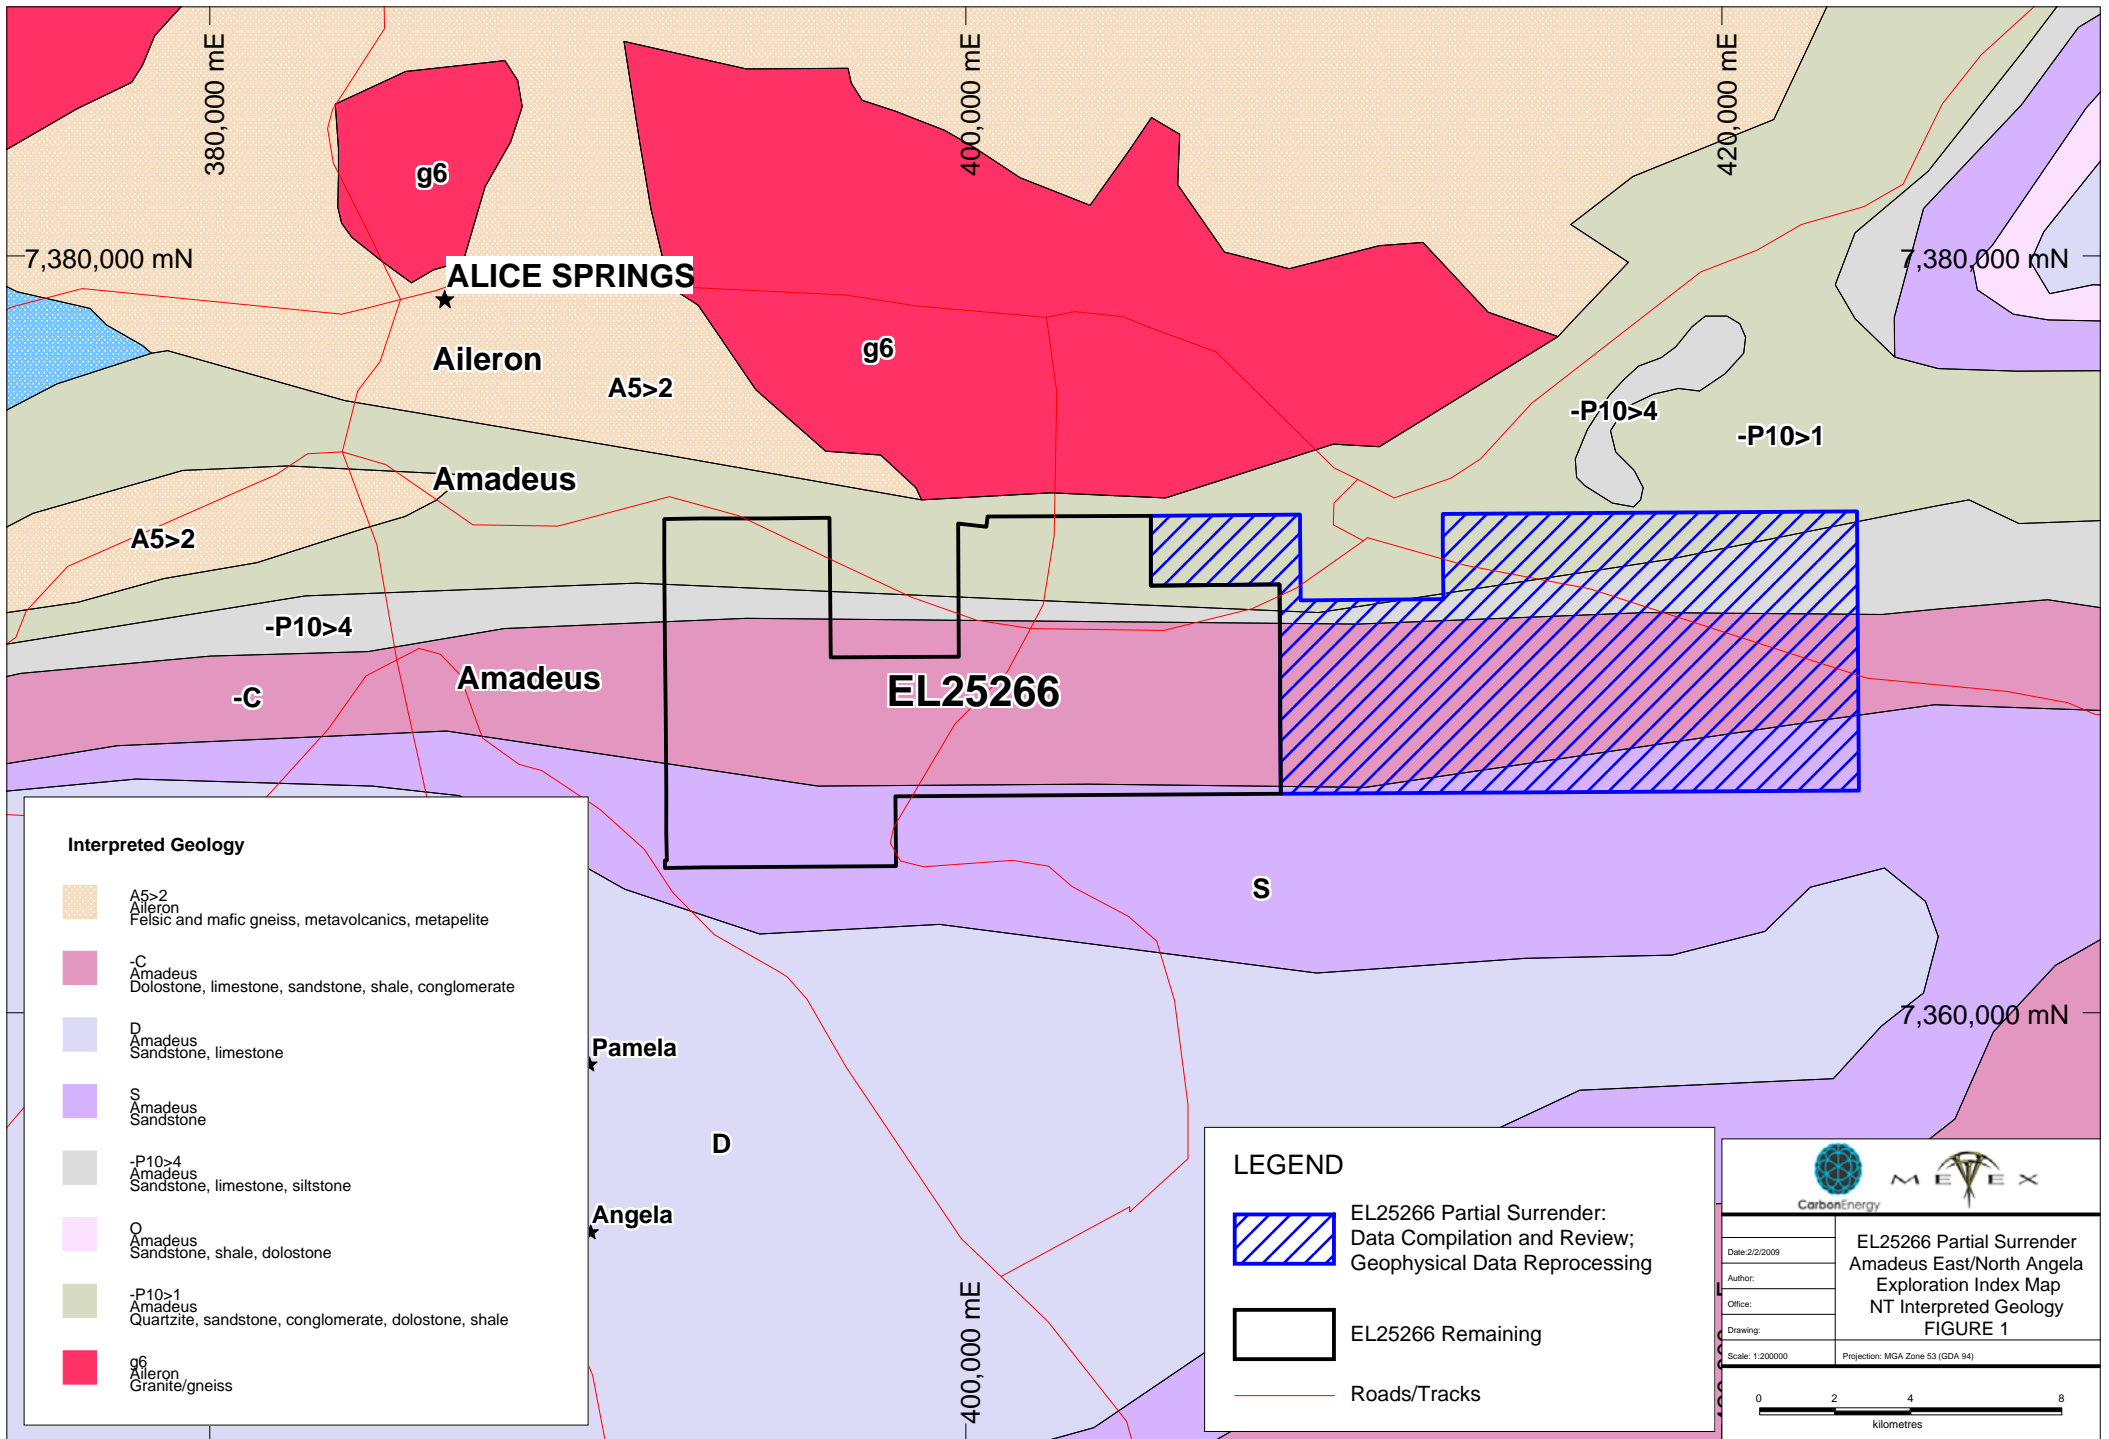 380,000 mE
400,000 mE
420,000 mE
g6
7,380,000 mN
7,380,000 mN
ALICE SPRINGS
g6
Aileron
A5>2
-P10>4
-P10>1
Amadeus
A5>2
-P10>4
Amadeus
EL25266
-C
S
Interpreted Geology
A5>2
Aileron
Felsic and mafic gneiss, metavolcanics, metapelite
-C
Amadeus
Dolostone, limestone, sandstone, shale, conglomerate
D
Amadeus
Sandstone, limestone
S
Amadeus
Sandstone
-P10>4
Amadeus
Sandstone, limestone, siltstone
O
Amadeus
Sandstone, shale, dolostone
-P10>1
Amadeus
Quartzite, sandstone, conglomerate, dolostone, shale
g6
Aileron
Granite/gneiss
7,360,000 mN
Pamela
D
Angela
400,000 mE
LEGEND
EL25266 Partial Surrender:
Data Compilation and Review;
Geophysical Data Reprocessing
EL25266 Remaining
Roads/Tracks
CarbonEnergy
METEX
Date:2/2/2009
Author:
Office:
Drawing:
Scale: 1:200000
EL25266 Partial Surrender
Amadeus East/North Angela
Exploration Index Map
NT Interpreted Geology
FIGURE 1
Projection: MGA Zone 53 (GDA 94)
0 2 4 8
kilometres